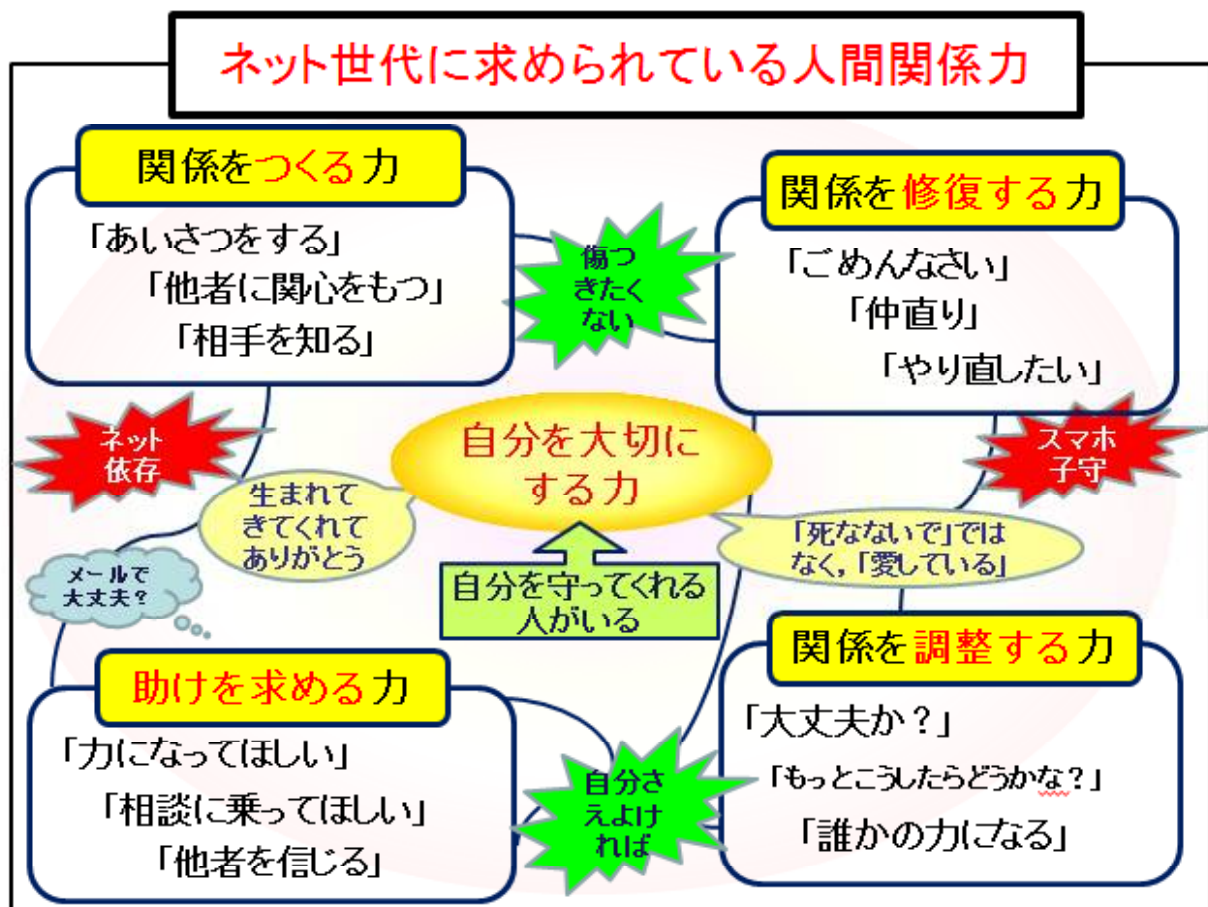 ネット世代に求められている人間関係力
関係をつくる力
「あいさつをする」
「他者に関心をもつ」
「相手を知る」
傷つ
きたく
ない
関係を修復する力
「ごめんなさい」
「仲直り」
「やり直したい」
ネット
依存
自分を大切に
する力
スマホ
子守
生まれて
きてくれて
ありがとう
「死なないで」では
なく，「愛している」
メールで
大丈夫？
自分を守ってくれる
人がいる
助けを求める力
「力になってほしい」
「相談に乗ってほしい」
「他者を信じる」
自分さ
えよけ
れば
関係を調整する力
「大丈夫か？」
「もっとこうしたらどうかな？」
「誰かの力になる」